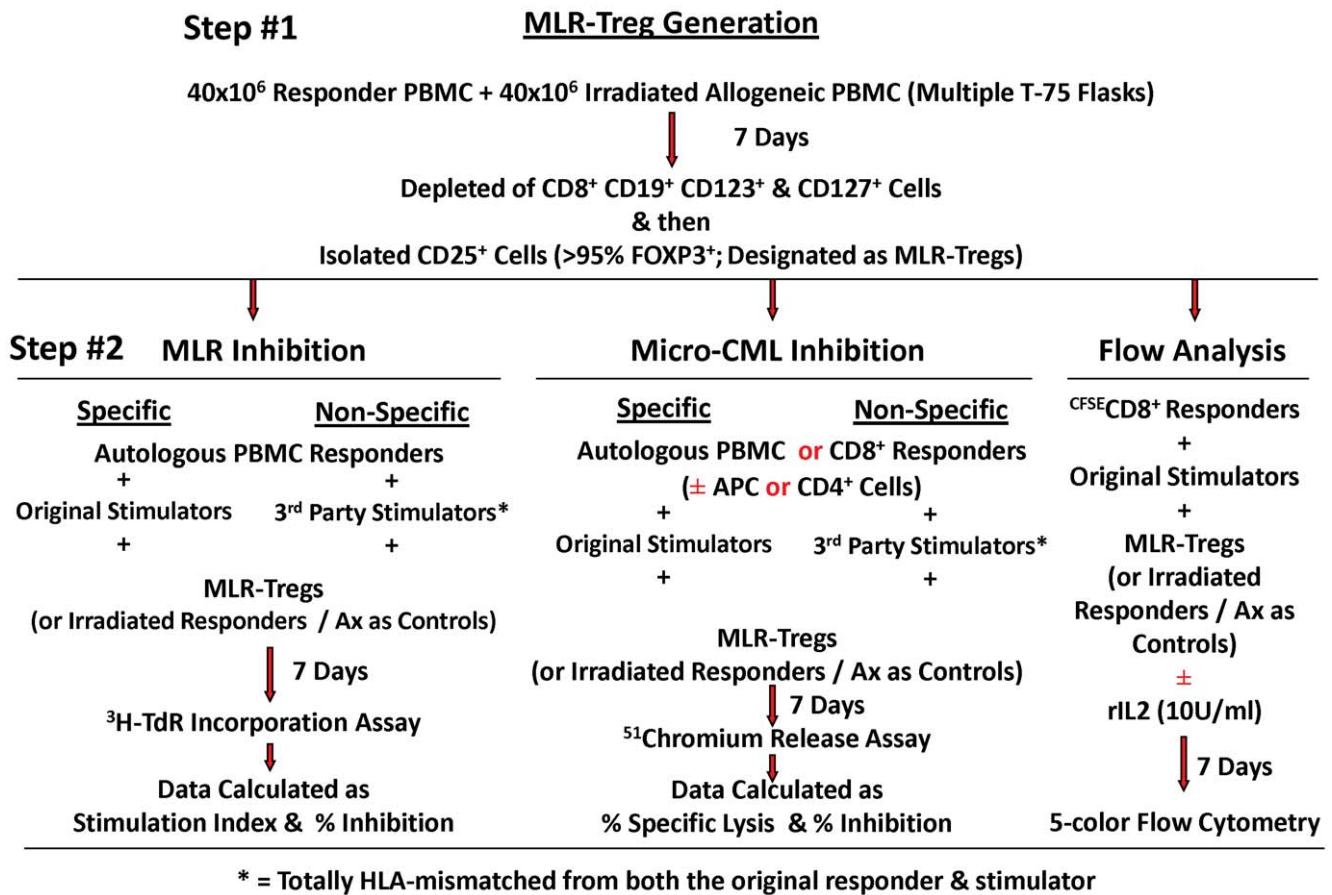 Step #1
MLR-Treg Generation
40x10⁶ Responder PBMC + 40x10⁶ Irradiated Allogeneic PBMC (Multiple T-75 Flasks)
7 Days
Depleted of CD8⁺ CD19⁺ CD123⁺ & CD127⁺ Cells
& then
Isolated CD25⁺ Cells (>95% FOXP3⁺; Designated as MLR-Tregs)
Step #2
MLR Inhibition
Specific
Non-Specific
Autologous PBMC Responders
+
+
Original Stimulators
3ʳᵈ Party Stimulators*
+
+
MLR-Tregs
(or Irradiated Responders / Ax as Controls)
7 Days
³H-TdR Incorporation Assay
Data Calculated as
Stimulation Index & % Inhibition
Micro-CML Inhibition
Specific
Non-Specific
Autologous PBMC or CD8⁺ Responders
(± APC or CD4⁺ Cells)
+
+
Original Stimulators
3ʳᵈ Party Stimulators*
+
+
MLR-Tregs
(or Irradiated Responders / Ax as Controls)
7 Days
⁵¹Chromium Release Assay
Data Calculated as
% Specific Lysis & % Inhibition
Flow Analysis
ᶜᶠˢᴱCD8⁺ Responders
+
Original Stimulators
+
MLR-Tregs
(or Irradiated
Responders / Ax as
Controls)
±
rIL2 (10U/ml)
7 Days
5-color Flow Cytometry
* = Totally HLA-mismatched from both the original responder & stimulator